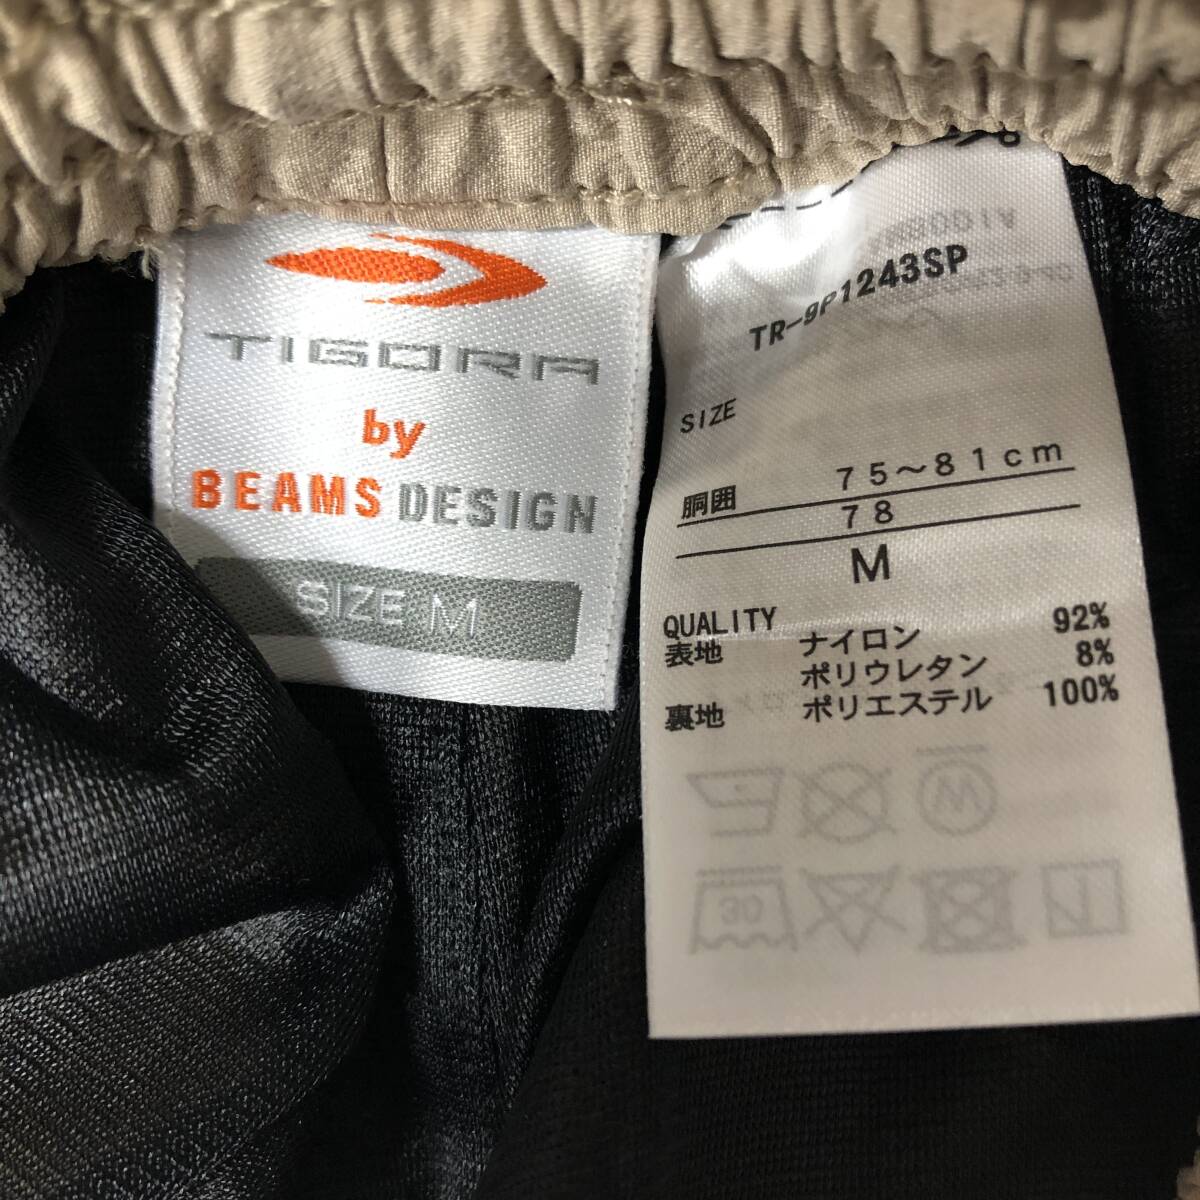 TIGORA
by
BEAMS DESIGN
SIZE M
TR-9P1243SP
SIZE
胴囲 75～81cm
78
M
QUALITY
表地 ナイロン 92%
ポリウレタン 8%
裏地 ポリエステル 100%